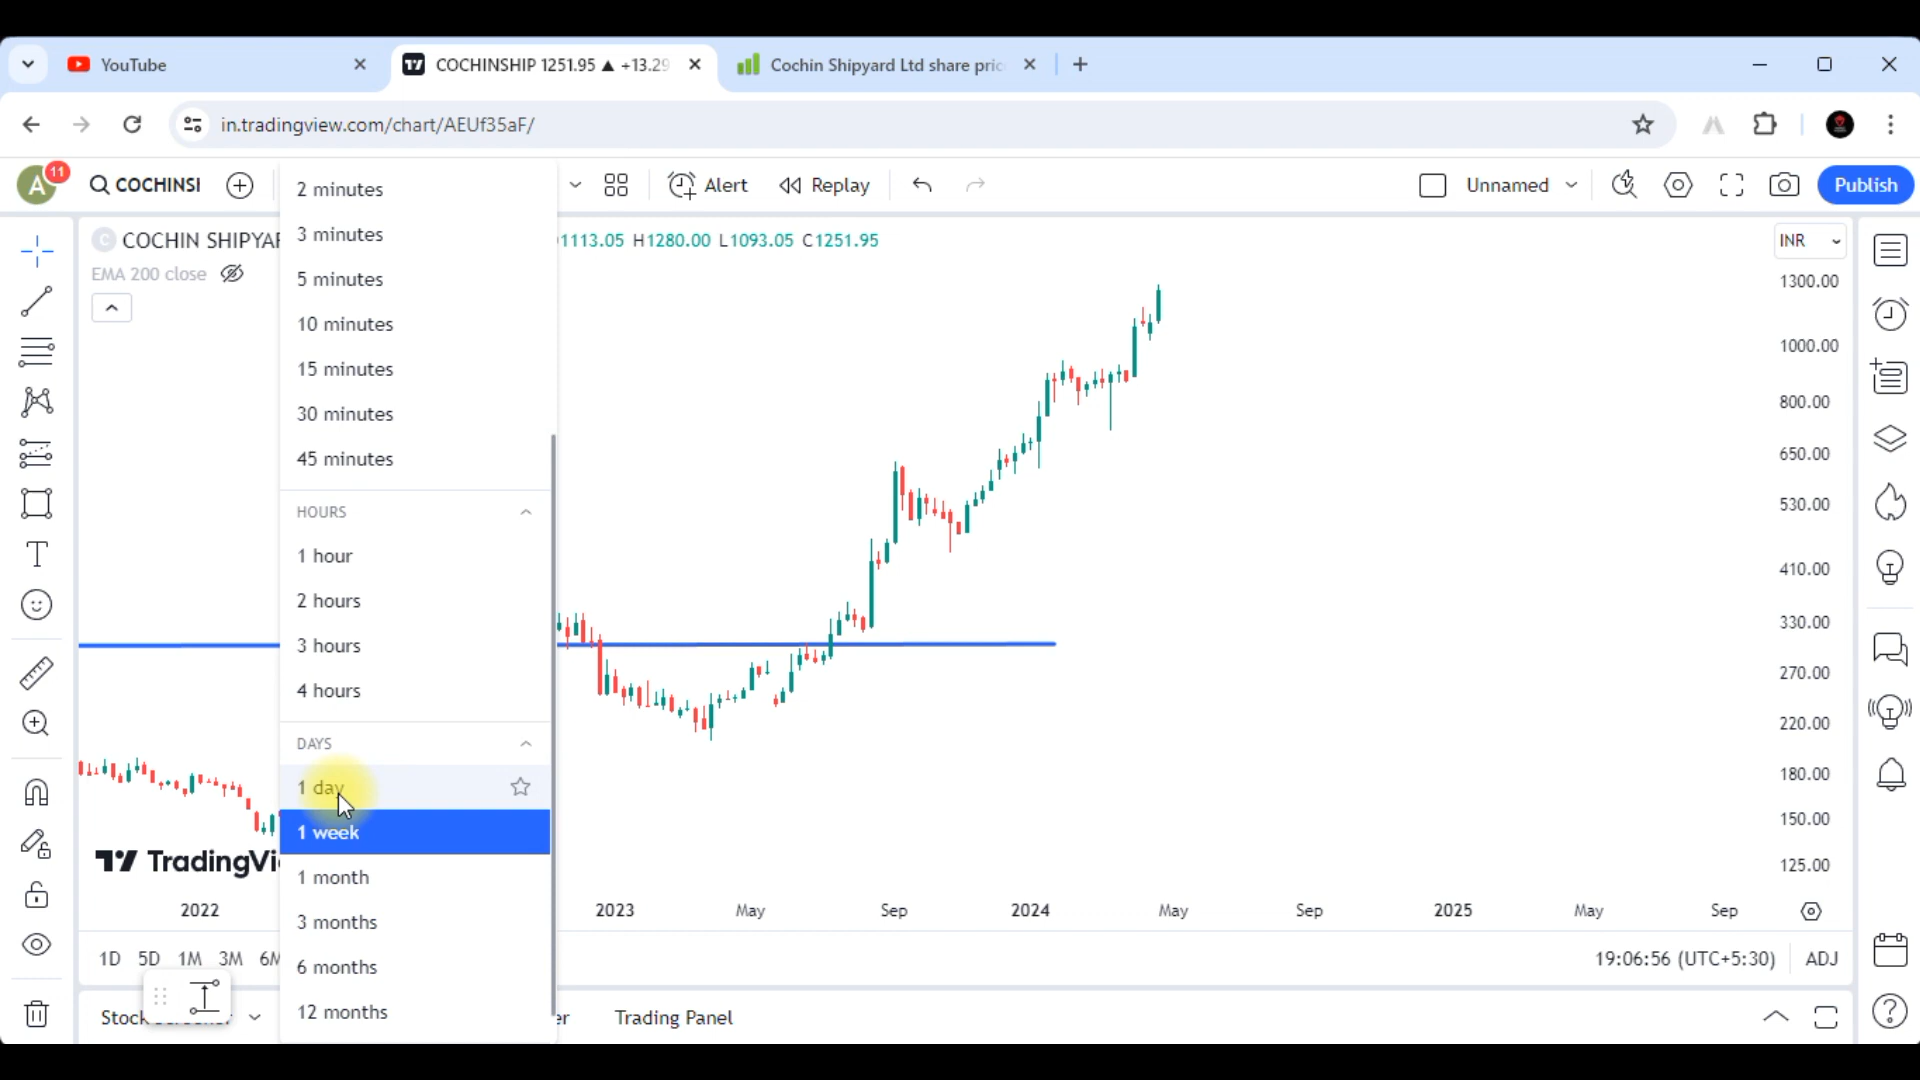 YouTube
COCHINSHIP 1251.95 ▲ +13.29
Cochin Shipyard Ltd share pric
in.tradingview.com/chart/AEUf35aF/
A
11
COCHINSI
Alert
Replay
Unnamed
Publish
C COCHIN SHIPYAR
1113.05 H1280.00 L1093.05 C1251.95
EMA 200 close
INR
2 minutes
3 minutes
5 minutes
10 minutes
15 minutes
30 minutes
45 minutes
HOURS
1 hour
2 hours
3 hours
4 hours
DAYS
1 day
1 week
1 month
3 months
6 months
12 months
1300.00
1000.00
800.00
650.00
530.00
410.00
330.00
270.00
220.00
180.00
150.00
125.00
TradingVi
2022
2023 May Sep 2024 May Sep 2025 May Sep
1D 5D 1M 3M 6M
19:06:56 (UTC+5:30) ADJ
Stock
er
Trading Panel